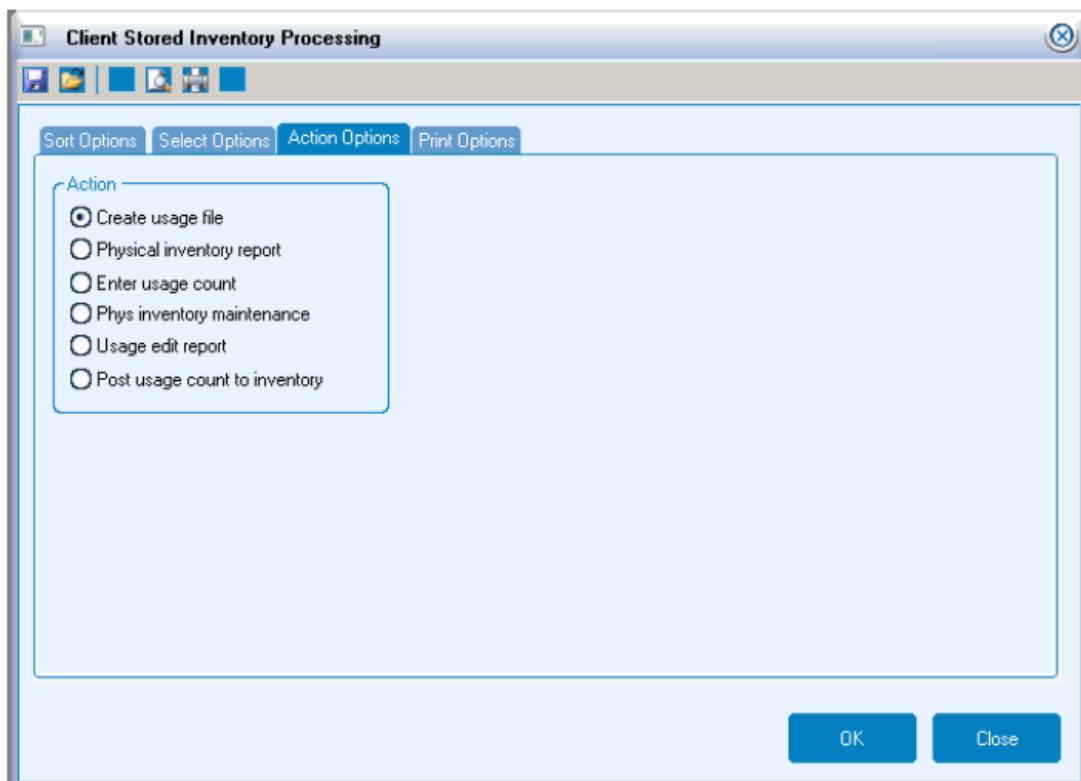 Client Stored Inventory Processing
Sort Options Select Options Action Options Print Options
Action
Create usage file
Physical inventory report
Enter usage count
Phys inventory maintenance
Usage edit report
Post usage count to inventory
OK Close